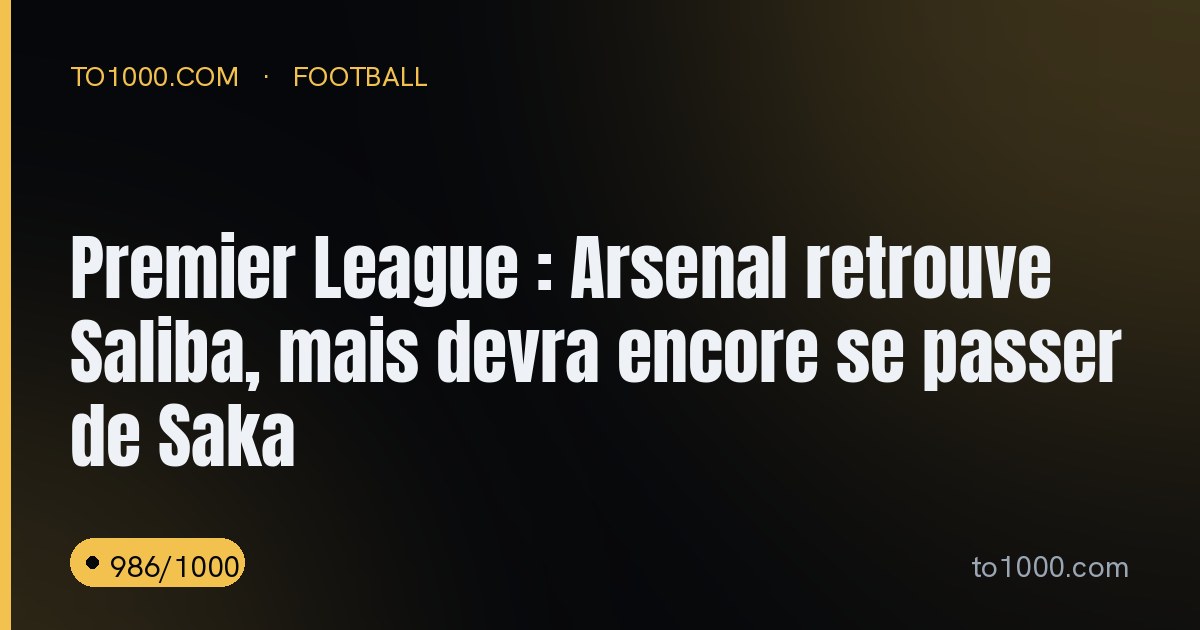 TO1000.COM · FOOTBALL
Premier League : Arsenal retrouve
Saliba, mais devra encore se passer
de Saka
986/1000
to1000.com